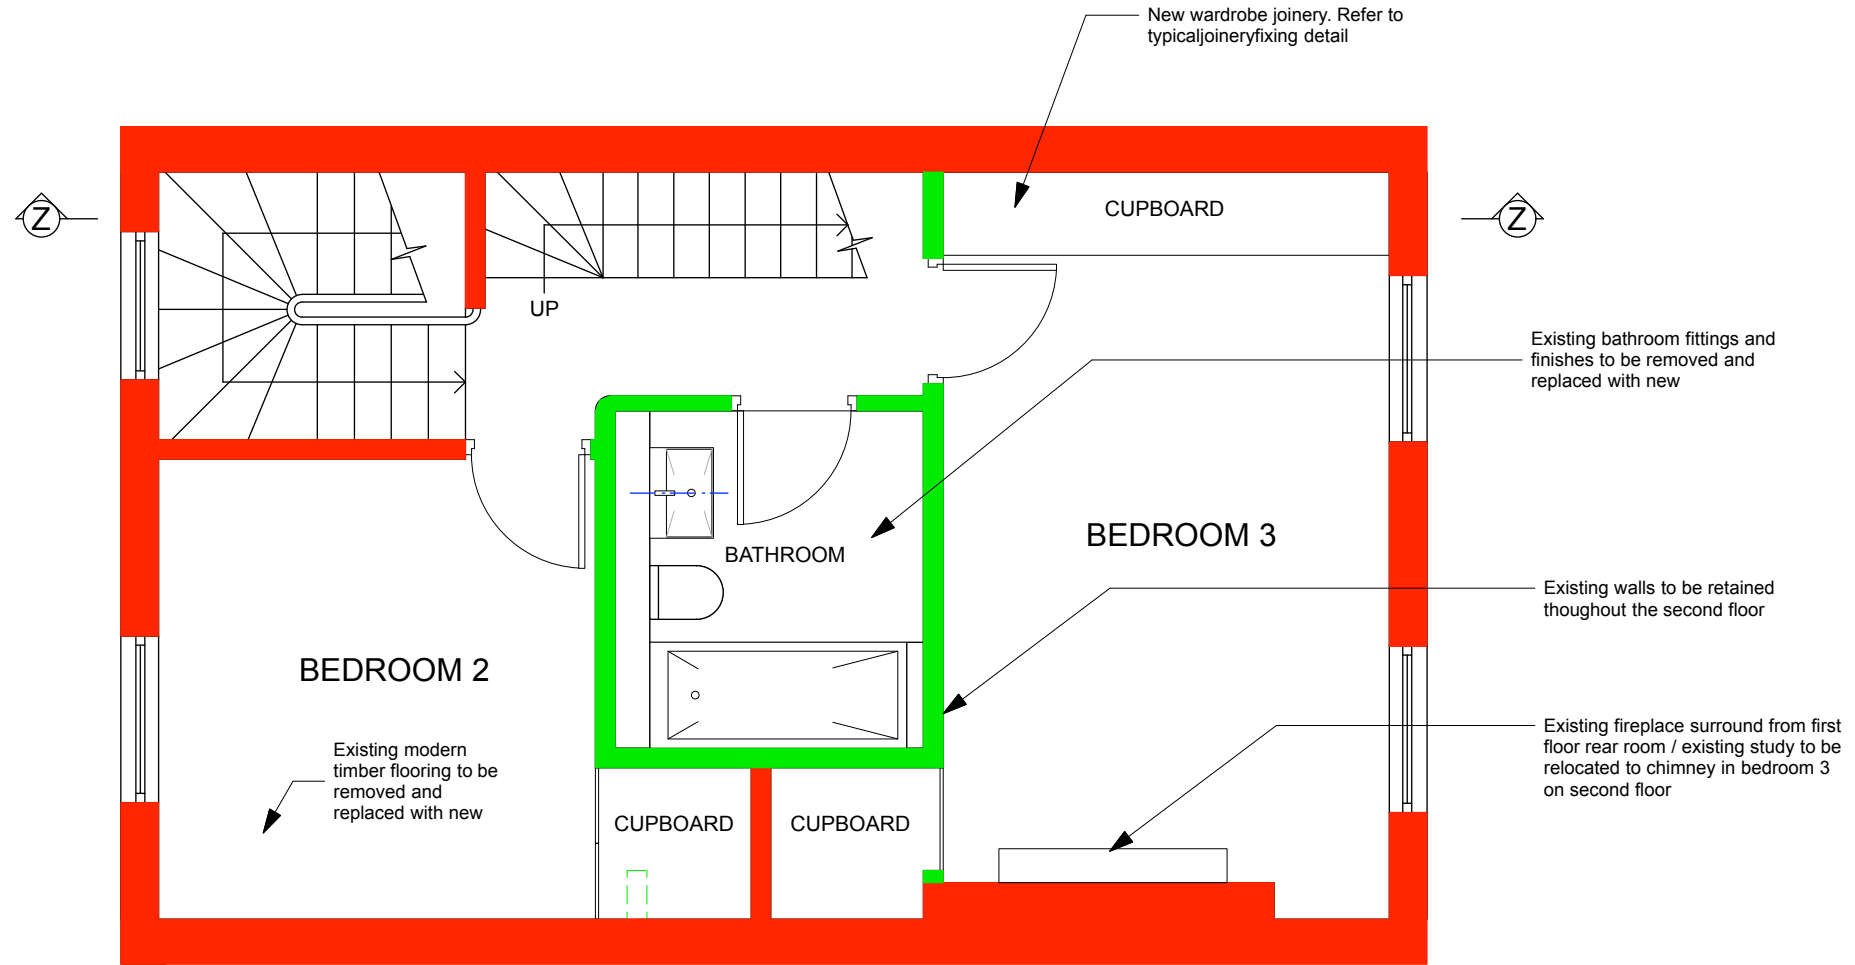 New wardrobe joinery. Refer to
typicaljoineryfixing detail
Z
CUPBOARD
Z
UP
Existing bathroom fittings and
finishes to be removed and
replaced with new
BEDROOM 3
BATHROOM
Existing walls to be retained
thoughout the second floor
BEDROOM 2
Existing fireplace surround from first
floor rear room / existing study to be
relocated to chimney in bedroom 3
on second floor
Existing modern
timber flooring to be
removed and
replaced with new
CUPBOARD
CUPBOARD